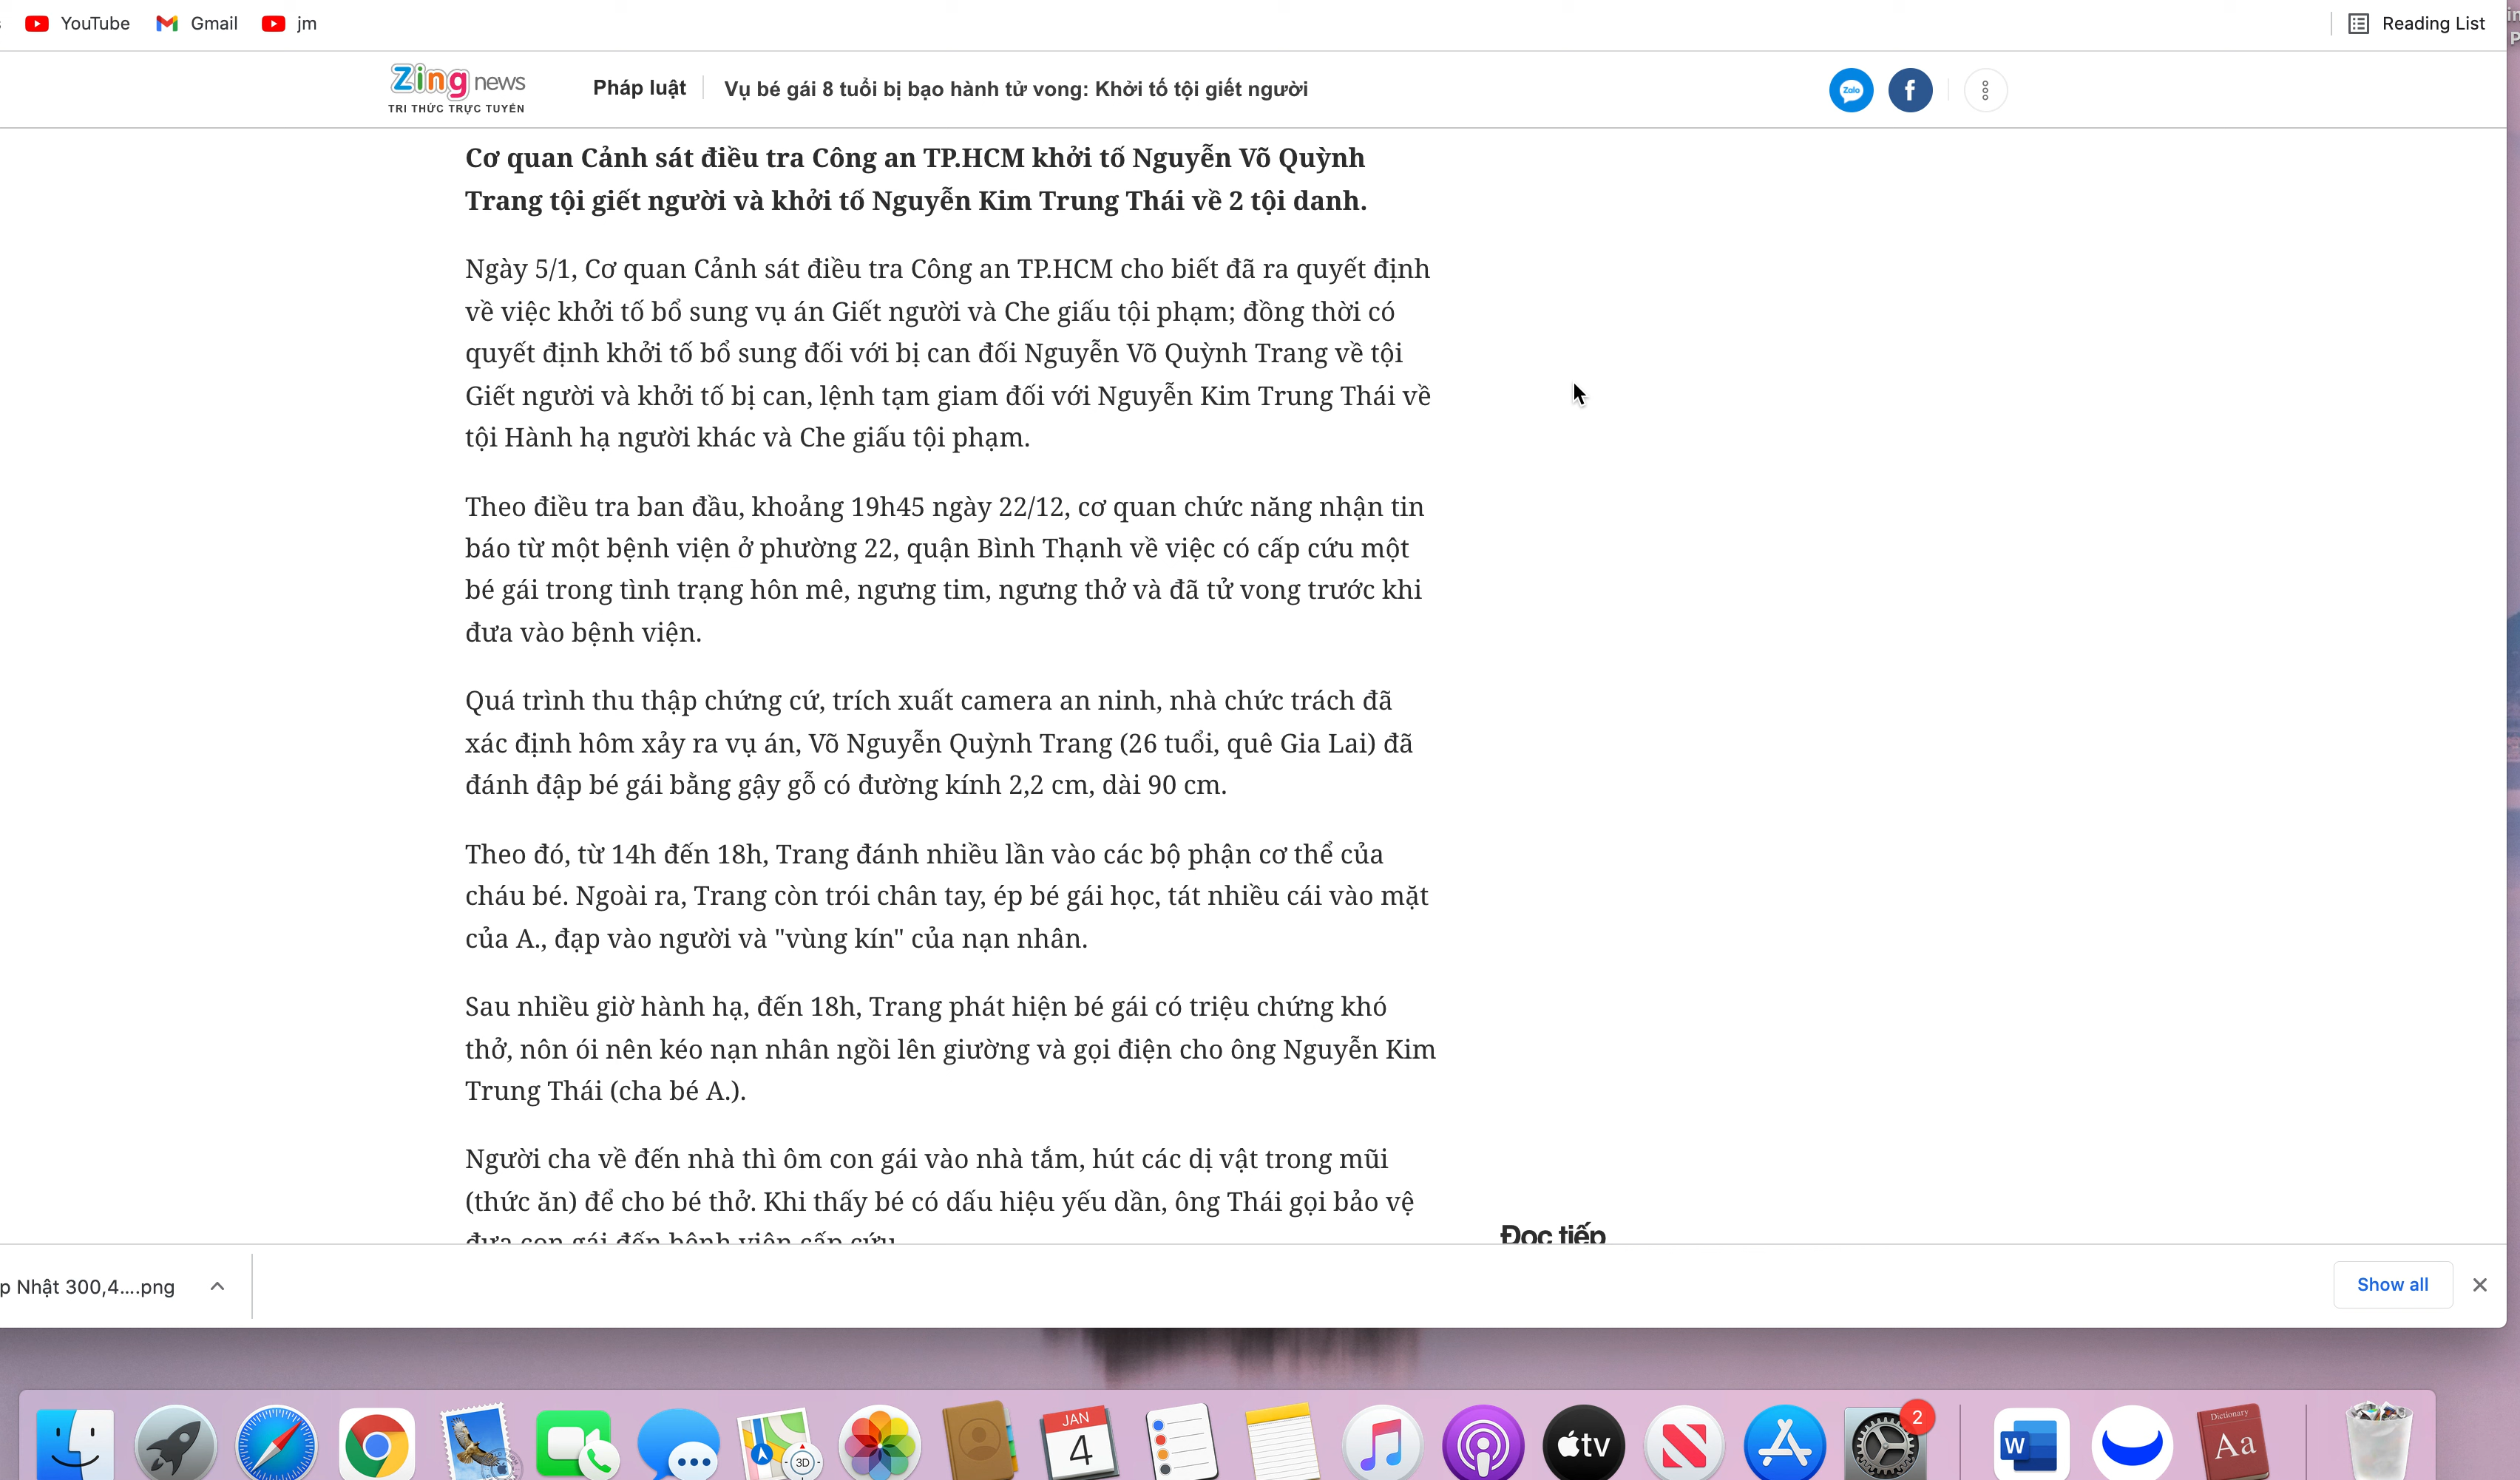 YouTube Gmail jm Reading List
Zing news
TRI THỨC TRỰC TUYẾN
Pháp luật Vụ bé gái 8 tuổi bị bạo hành tử vong: Khởi tố tội giết người
Zalo f
Cơ quan Cảnh sát điều tra Công an TP.HCM khởi tố Nguyễn Võ Quỳnh
Trang tội giết người và khởi tố Nguyễn Kim Trung Thái về 2 tội danh.
Ngày 5/1, Cơ quan Cảnh sát điều tra Công an TP.HCM cho biết đã ra quyết định
về việc khởi tố bổ sung vụ án Giết người và Che giấu tội phạm; đồng thời có
quyết định khởi tố bổ sung đối với bị can đối Nguyễn Võ Quỳnh Trang về tội
Giết người và khởi tố bị can, lệnh tạm giam đối với Nguyễn Kim Trung Thái về
tội Hành hạ người khác và Che giấu tội phạm.
Theo điều tra ban đầu, khoảng 19h45 ngày 22/12, cơ quan chức năng nhận tin
báo từ một bệnh viện ở phường 22, quận Bình Thạnh về việc có cấp cứu một
bé gái trong tình trạng hôn mê, ngưng tim, ngưng thở và đã tử vong trước khi
đưa vào bệnh viện.
Quá trình thu thập chứng cứ, trích xuất camera an ninh, nhà chức trách đã
xác định hôm xảy ra vụ án, Võ Nguyễn Quỳnh Trang (26 tuổi, quê Gia Lai) đã
đánh đập bé gái bằng gậy gỗ có đường kính 2,2 cm, dài 90 cm.
Theo đó, từ 14h đến 18h, Trang đánh nhiều lần vào các bộ phận cơ thể của
cháu bé. Ngoài ra, Trang còn trói chân tay, ép bé gái học, tát nhiều cái vào mặt
của A., đạp vào người và "vùng kín" của nạn nhân.
Sau nhiều giờ hành hạ, đến 18h, Trang phát hiện bé gái có triệu chứng khó
thở, nôn ói nên kéo nạn nhân ngồi lên giường và gọi điện cho ông Nguyễn Kim
Trung Thái (cha bé A.).
Người cha về đến nhà thì ôm con gái vào nhà tắm, hút các dị vật trong mũi
(thức ăn) để cho bé thở. Khi thấy bé có dấu hiệu yếu dần, ông Thái gọi bảo vệ
đưa con gái đến bệnh viện cấp cứu.
Đọc tiếp
p Nhật 300,4....png Show all
3D
JAN
4
tv
2
W
Dictionary
Aa